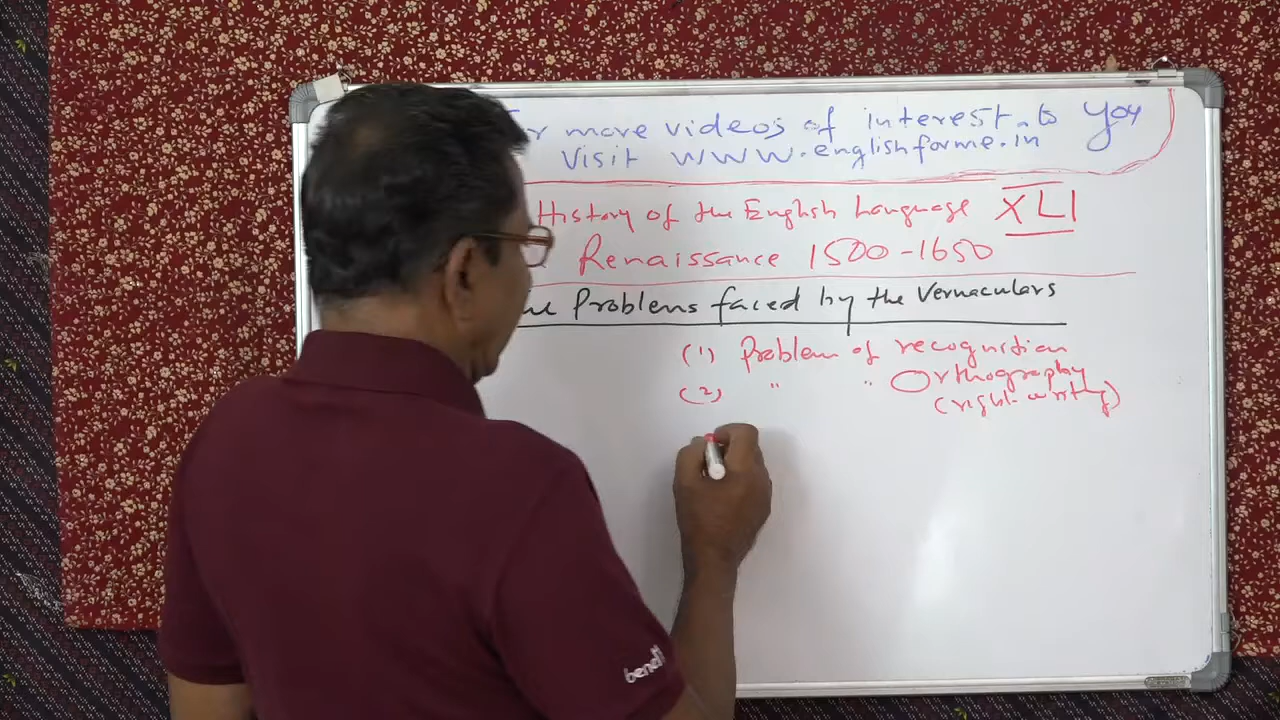 more videos of interest to You
Visit www.englishforme.in
History of the English Language XLI
Renaissance 1500-1650
Problems faced by the Vernaculars
(1) Problem of recognition
(2) " " Orthography
(right-writing)